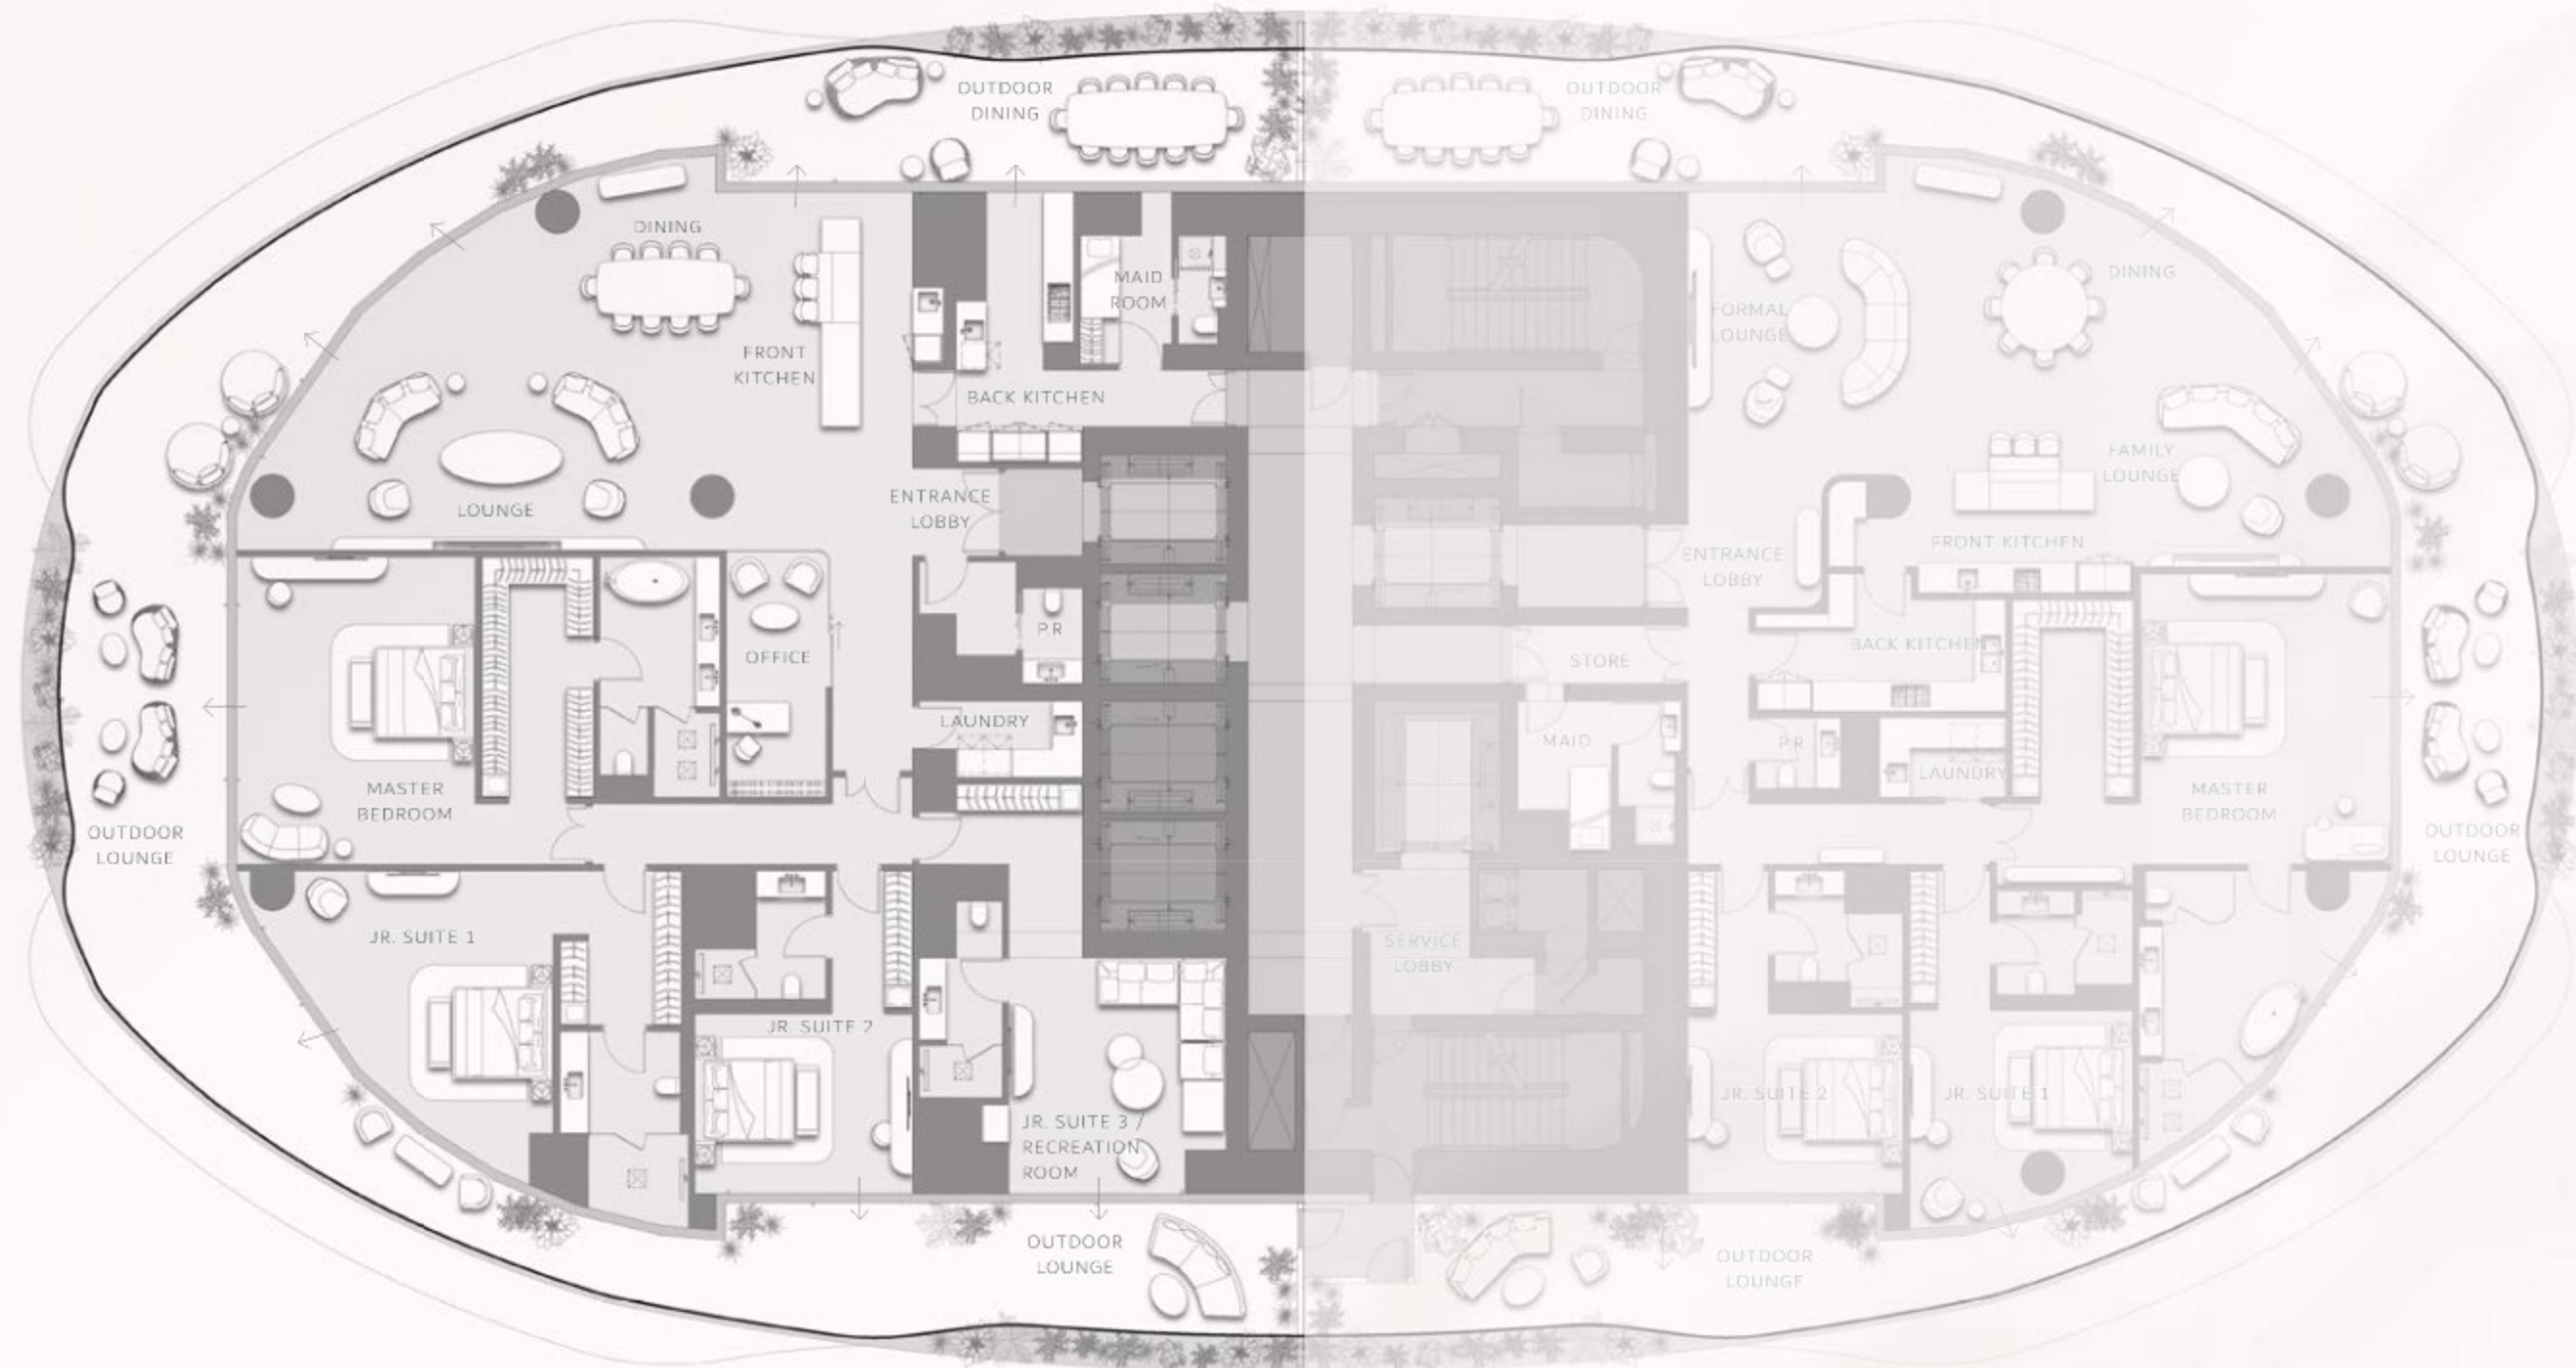 OUTDOOR
DINING
OUTDOOR
DINING
DINING
MAID
ROOM
FRONT
KITCHEN
BACK KITCHEN
FORMAL
LOUNGE
DINING
FAMILY
LOUNGE
LOUNGE
ENTRANCE
LOBBY
FRONT KITCHEN
ENTRANCE
LOBBY
PR
OFFICE
STORE
BACK KITCHEN
LAUNDRY
MAID
PR
LAUNDRY
MASTER
BEDROOM
MASTER
BEDROOM
OUTDOOR
LOUNGE
OUTDOOR
LOUNGE
JR. SUITE 1
SERVICE
LOBBY
JR. SUITE 2
JR. SUITE 3 /
RECREATION
ROOM
JR. SUITE 2
JR. SUITE 1
OUTDOOR
LOUNGE
OUTDOOR
LOUNGE